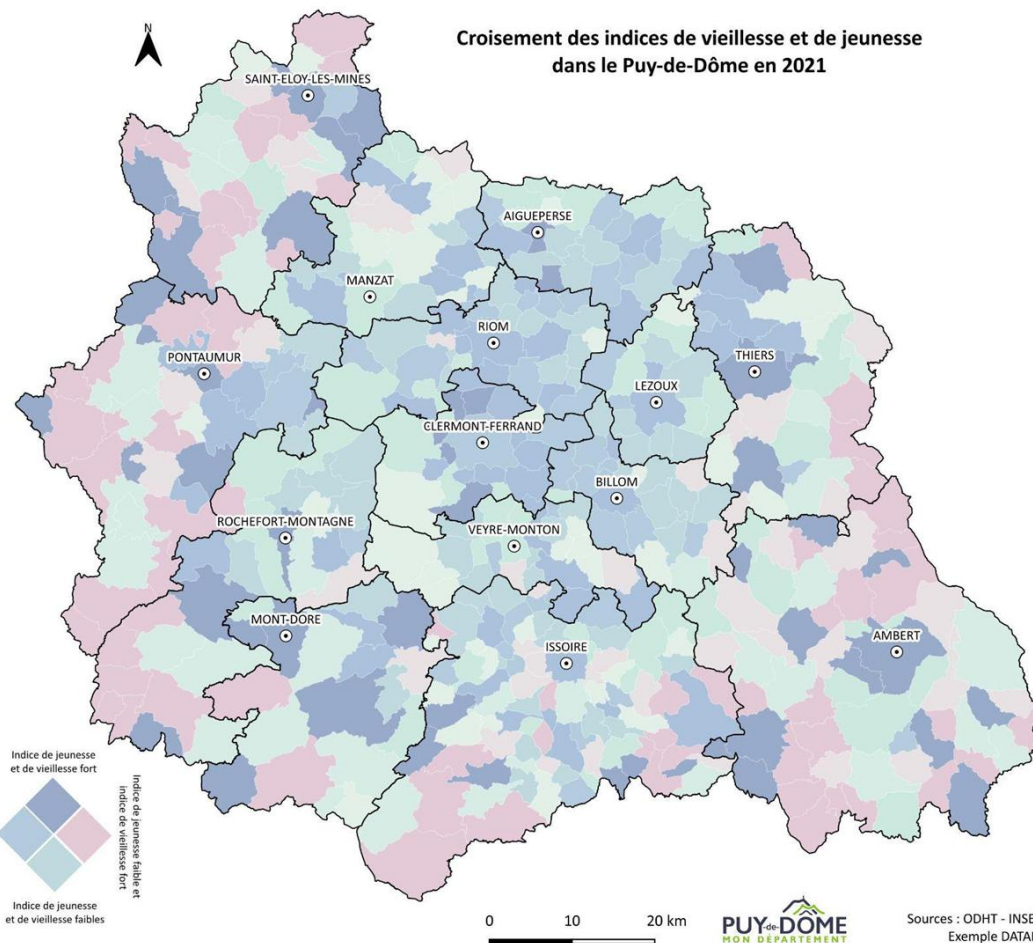 Croisement des indices de vieillesse et de jeunesse
dans le Puy-de-Dôme en 2021
N
SAINT-ELOY-LES-MINES
AIGUEPERSE
MANZAT
RIOM
PONTAUMUR
THIERS
LEZOUX
CLERMONT-FERRAND
BILLOM
ROCHEFORT-MONTAGNE
VEYRE-MONTON
MONT-DORE
ISSOIRE
AMBERT
Indice de jeunesse
et de vieillesse fort
Indice de jeunesse faible et
indice de vieillesse fort
Indice de jeunesse
et de vieillesse faibles
0 10 20 km
PUY-de-DÔME
MON DÉPARTEMENT
Sources : ODHT - INSE
Exemple